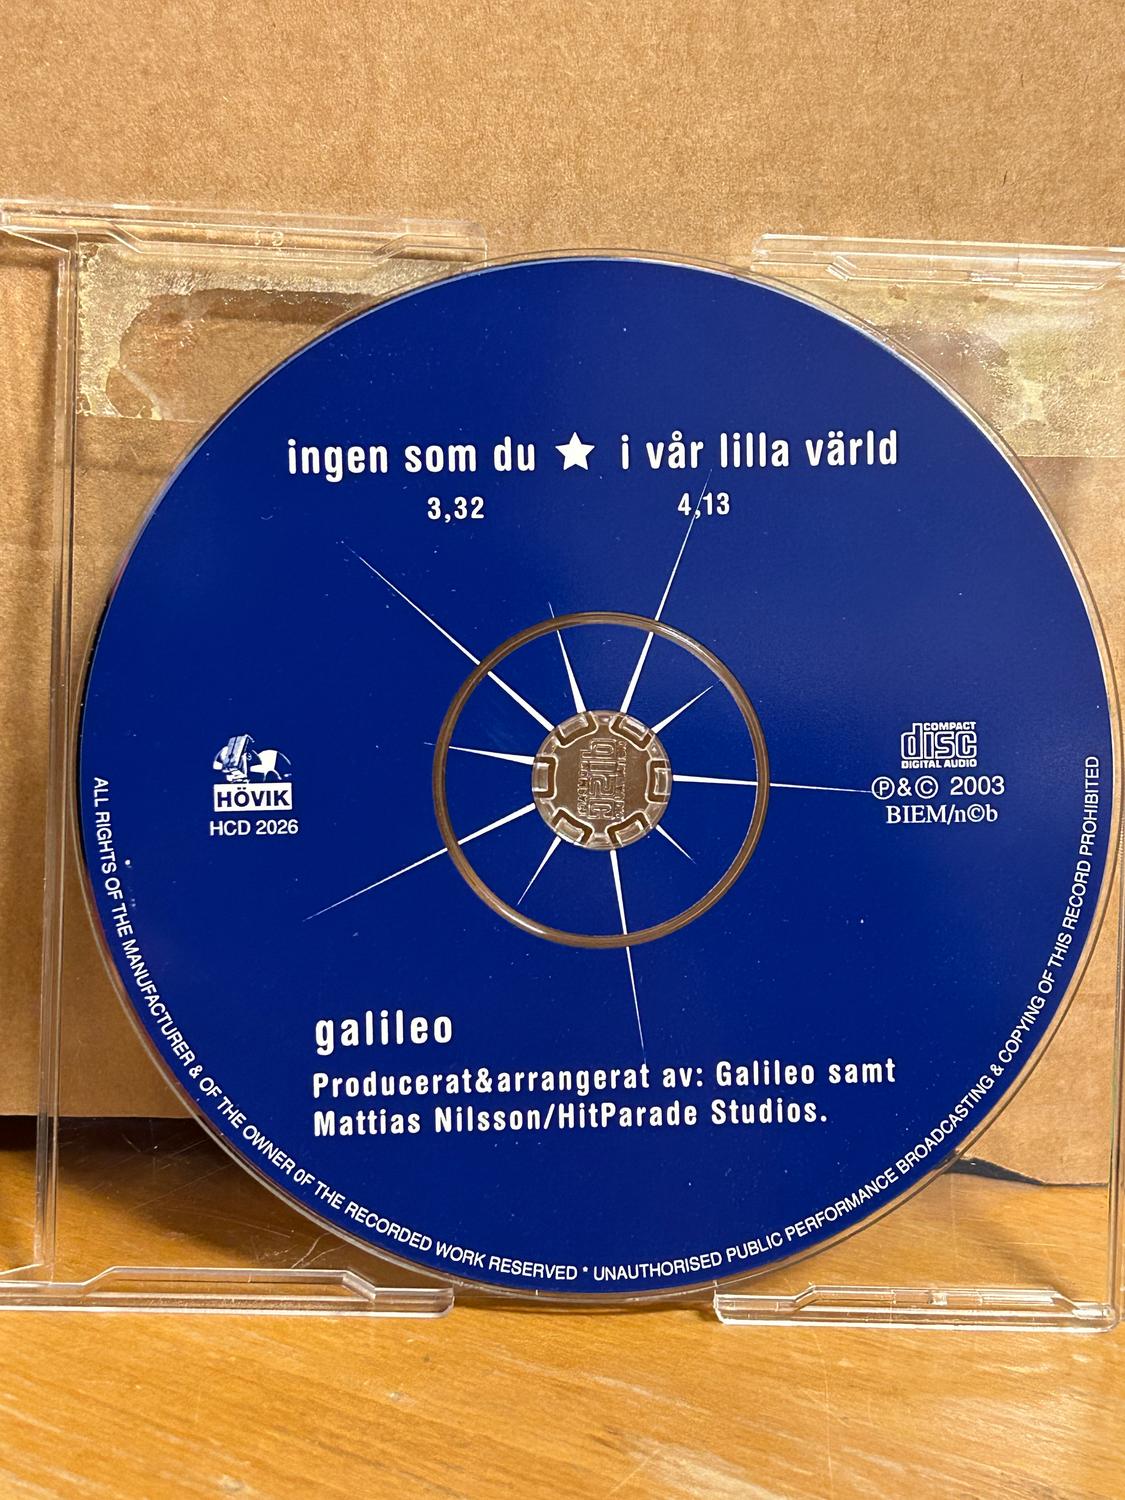 ingen som du ★ i vår lilla värld
3,32 4,13
HÖVIK
HCD 2026
COMPACT
disc
DIGITAL AUDIO
Ⓟ&© 2003
BIEM/n©b
galileo
Producerat&arrangerat av: Galileo samt
Mattias Nilsson/HitParade Studios.
ALL RIGHTS OF THE MANUFACTURER & OF THE OWNER OF THE RECORDED WORK RESERVED * UNAUTHORISED PUBLIC PERFORMANCE BROADCASTING & COPYING OF THIS RECORD PROHIBITED